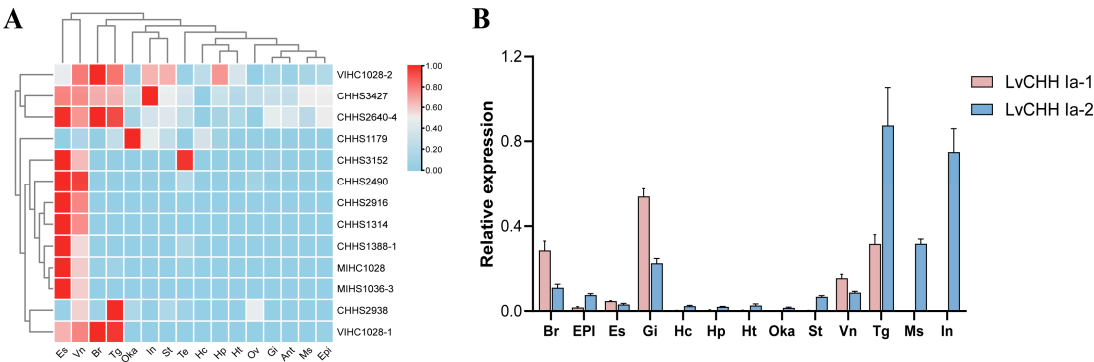 A
VIHC1028-2
CHHS3427
CHHS2640-4
CHHS1179
CHHS3152
CHHS2490
CHHS2916
CHHS1314
CHHS1388-1
MIHC1028
MIHS1036-3
CHHS2938
VIHC1028-1
Es Vn Br Tg Oka In St Te Hc Hp Ht Ov Gi Ant Ms Epi
1.00
0.80
0.60
0.40
0.20
0.00
B
Relative expression
1.2
0.8
0.4
0.0
Br EPI Es Gi Hc Hp Ht Oka St Vn Tg Ms In
LvCHH Ia-1
LvCHH Ia-2